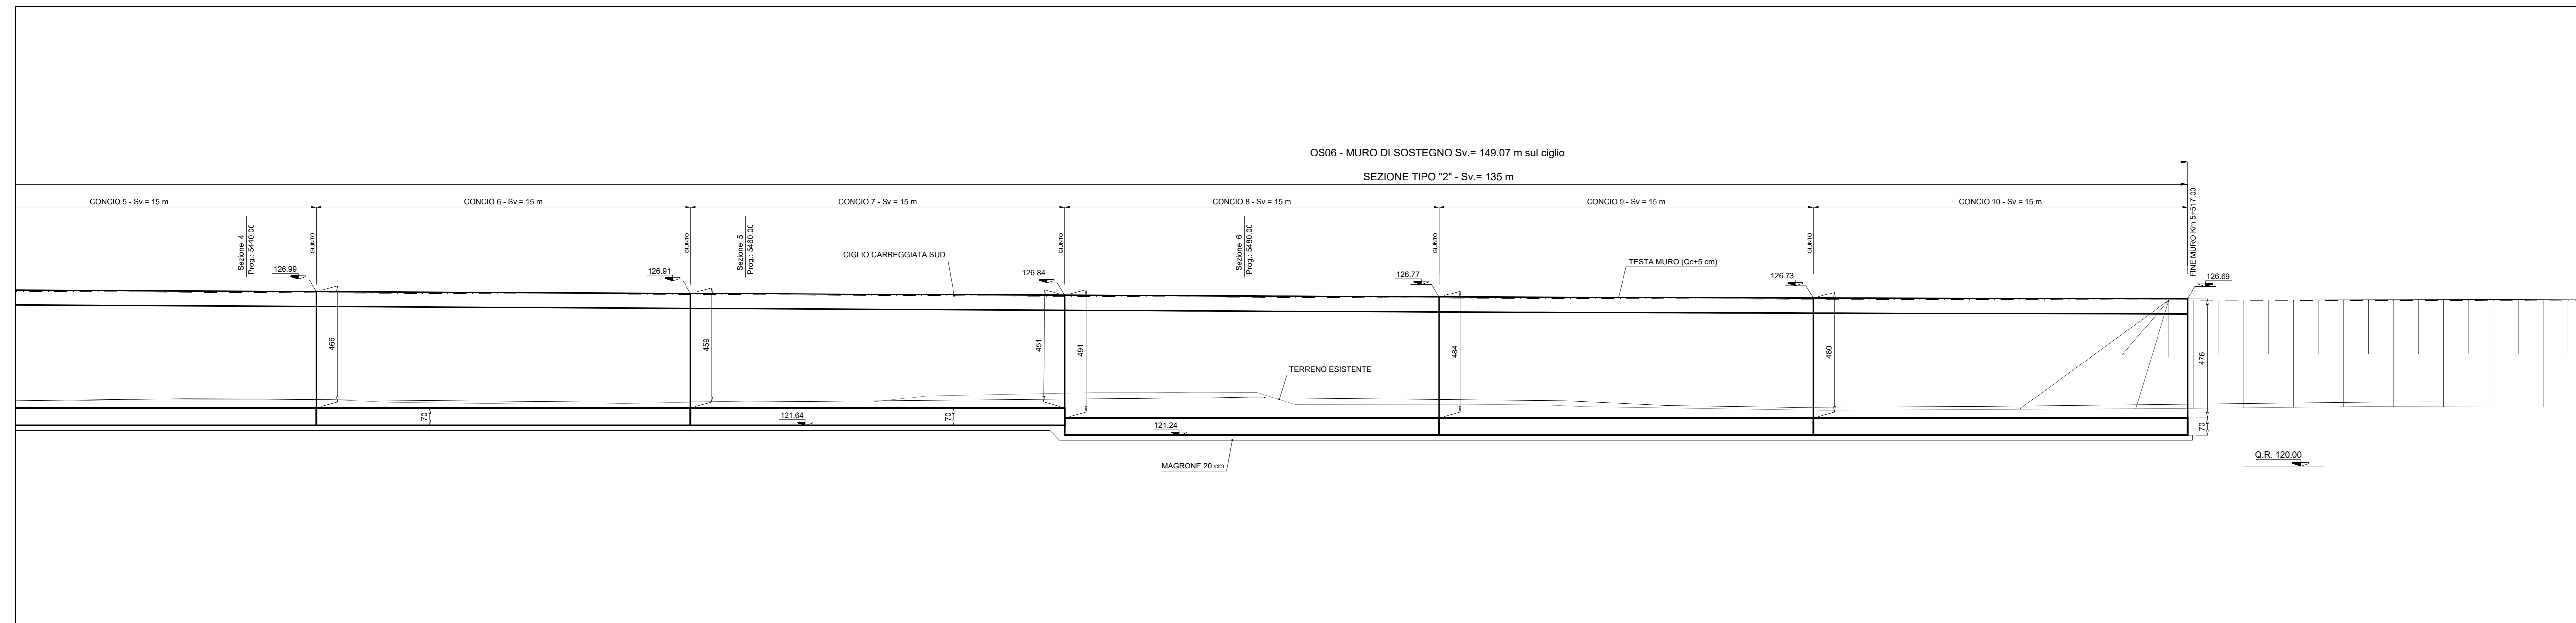 OS06 - MURO DI SOSTEGNO Sv.= 149.07 m sul ciglio
SEZIONE TIPO "2" - Sv.= 135 m
CONCIO 5 - Sv.= 15 m
CONCIO 6 - Sv.= 15 m
CONCIO 7 - Sv.= 15 m
CONCIO 8 - Sv.= 15 m
CONCIO 9 - Sv.= 15 m
CONCIO 10 - Sv.= 15 m
Sezione 4
Prog.: 5440,00
GIUNTO
126.99
GIUNTO
126.91
Sezione 5
Prog.: 5460,00
CIGLIO CARREGGIATA SUD
GIUNTO
126.84
Sezione 6
Prog.: 5480,00
GIUNTO
126.77
TESTA MURO (Qc+5 cm)
GIUNTO
126.73
FINE MURO Km 5+517.00
126.69
466
459
451
491
484
480
476
TERRENO ESISTENTE
70
121.64
70
121.24
70
MAGRONE 20 cm
Q.R. 120.00